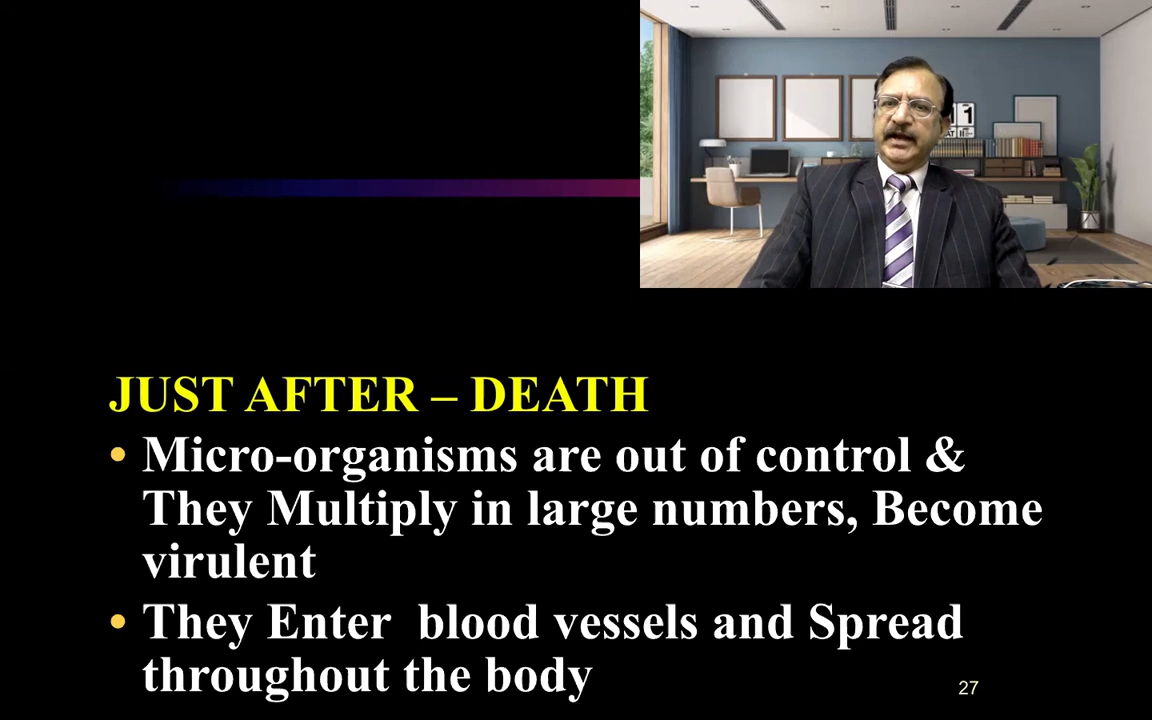 JUST AFTER – DEATH
• Micro-organisms are out of control &
They Multiply in large numbers, Become
virulent
• They Enter  blood vessels and Spread
throughout the body
27